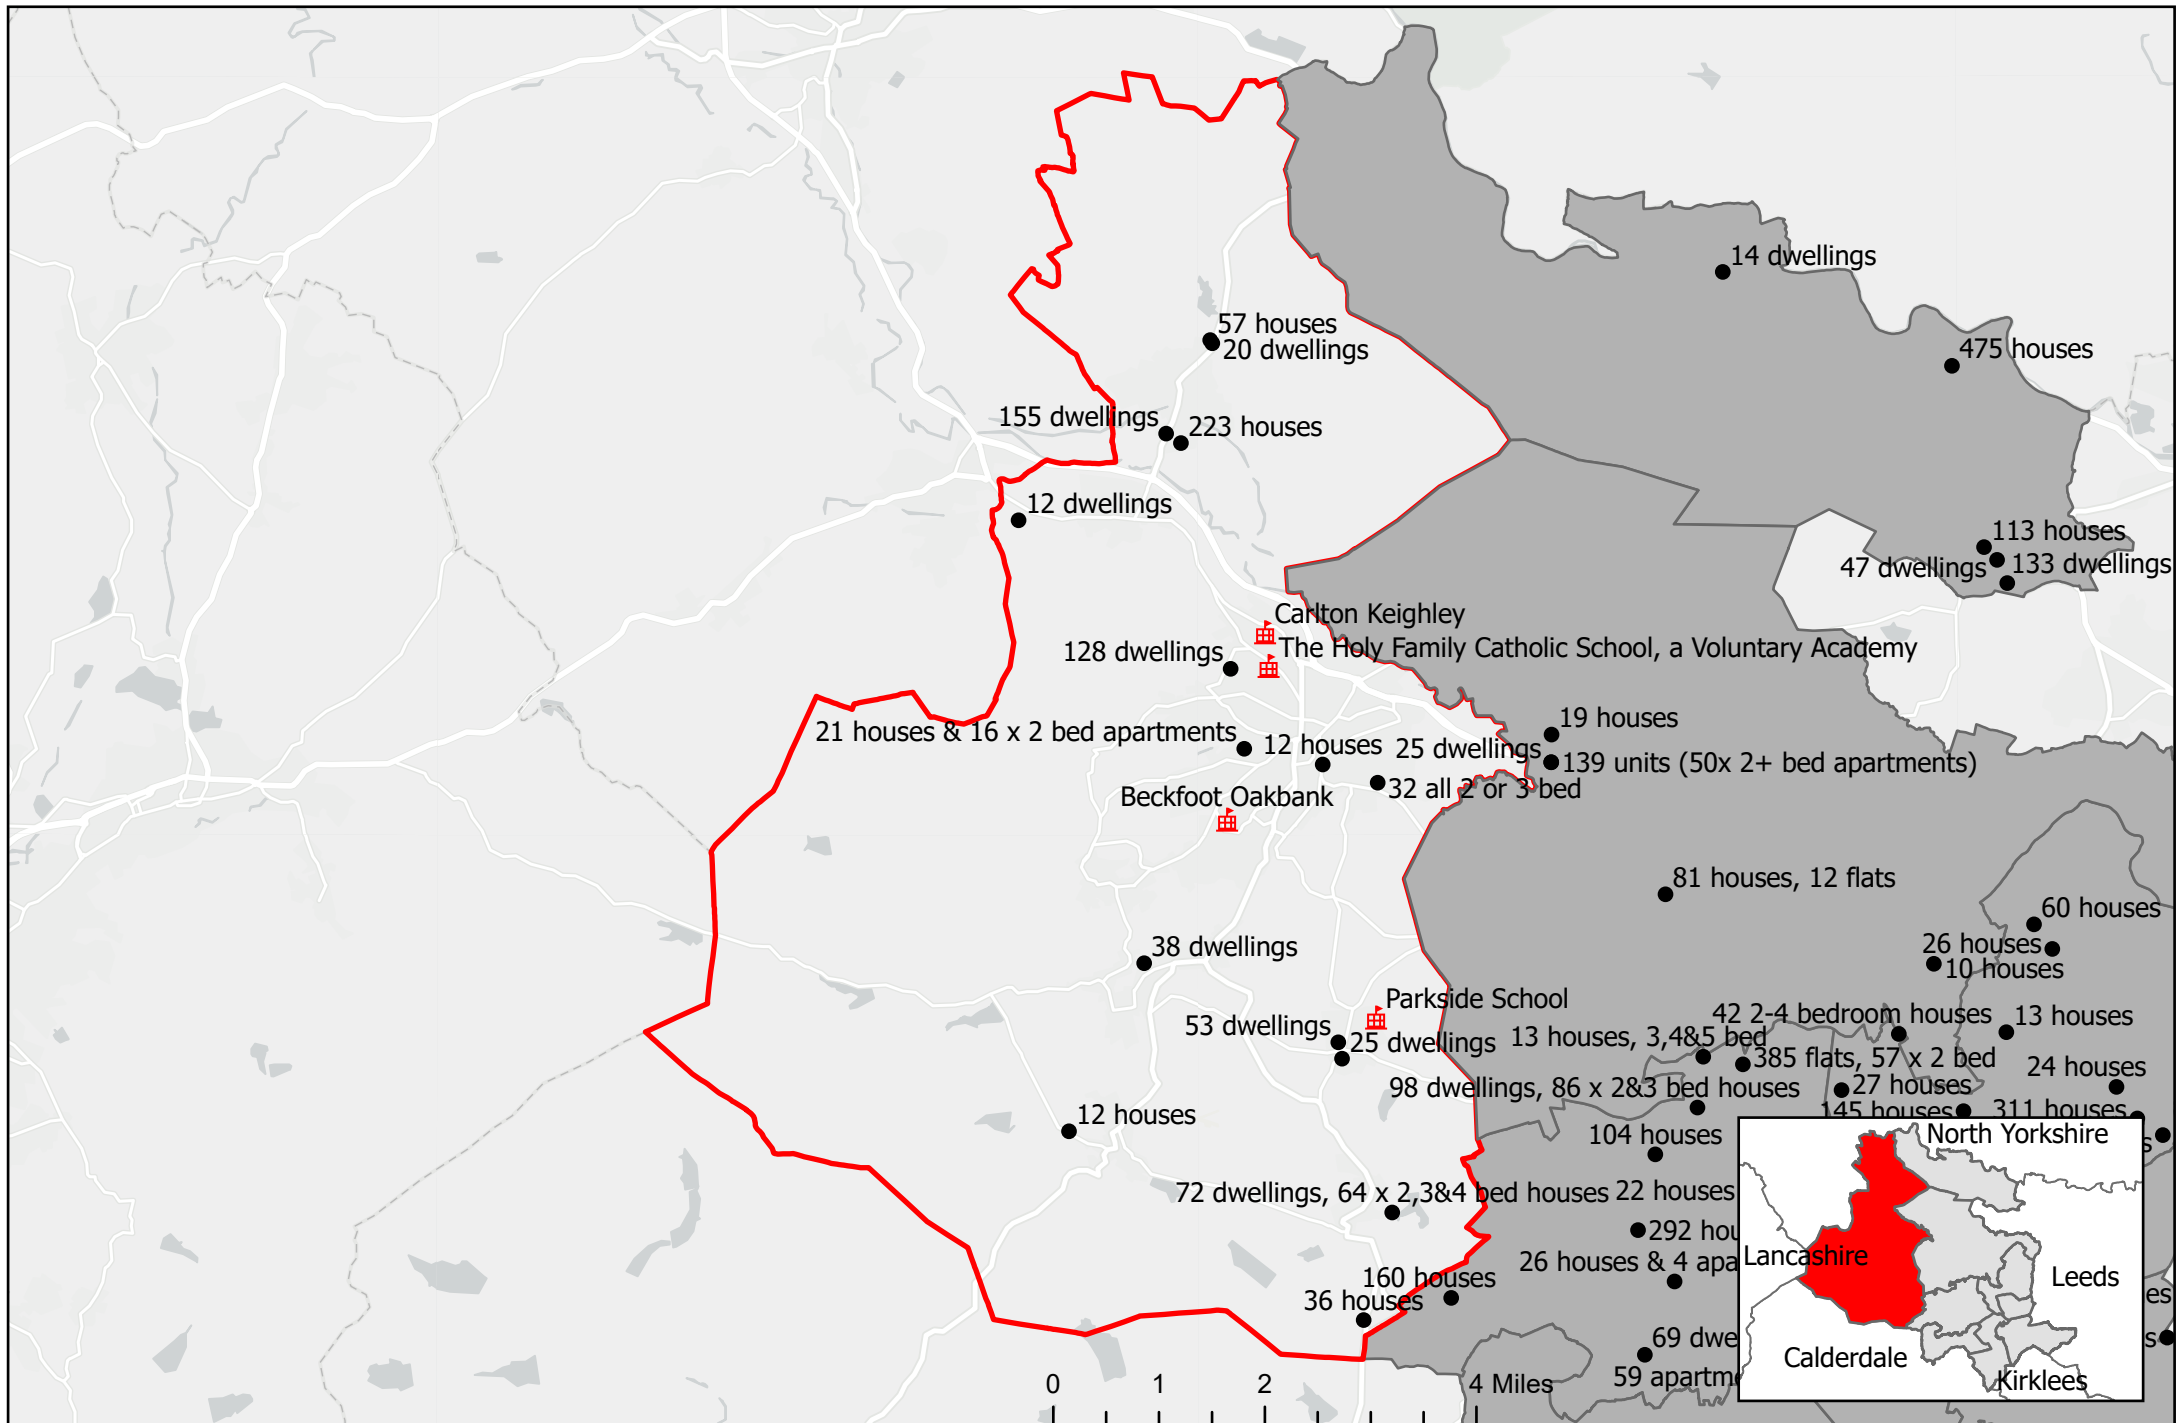 14 dwellings
57 houses
20 dwellings
475 houses
155 dwellings
223 houses
12 dwellings
113 houses
47 dwellings
133 dwellings
Carlton Keighley
The Holy Family Catholic School, a Voluntary Academy
128 dwellings
19 houses
21 houses & 16 x 2 bed apartments
12 houses
25 dwellings
139 units (50x 2+ bed apartments)
32 all 2 or 3 bed
Beckfoot Oakbank
81 houses, 12 flats
60 houses
26 houses
10 houses
38 dwellings
Parkside School
42 2-4 bedroom houses
13 houses
53 dwellings
25 dwellings
13 houses, 3,4&5 bed
385 flats, 57 x 2 bed
24 houses
98 dwellings, 86 x 2&3 bed houses
27 houses
145 houses
311 houses
12 houses
104 houses
North Yorkshire
s
72 dwellings, 64 x 2,3&4 bed houses
22 houses
292 hou
26 houses & 4 apa
Lancashire
Leeds
160 houses
36 houses
es
69 dwe
s
Calderdale
59 apartme
Kirklees
0 1 2 4 Miles